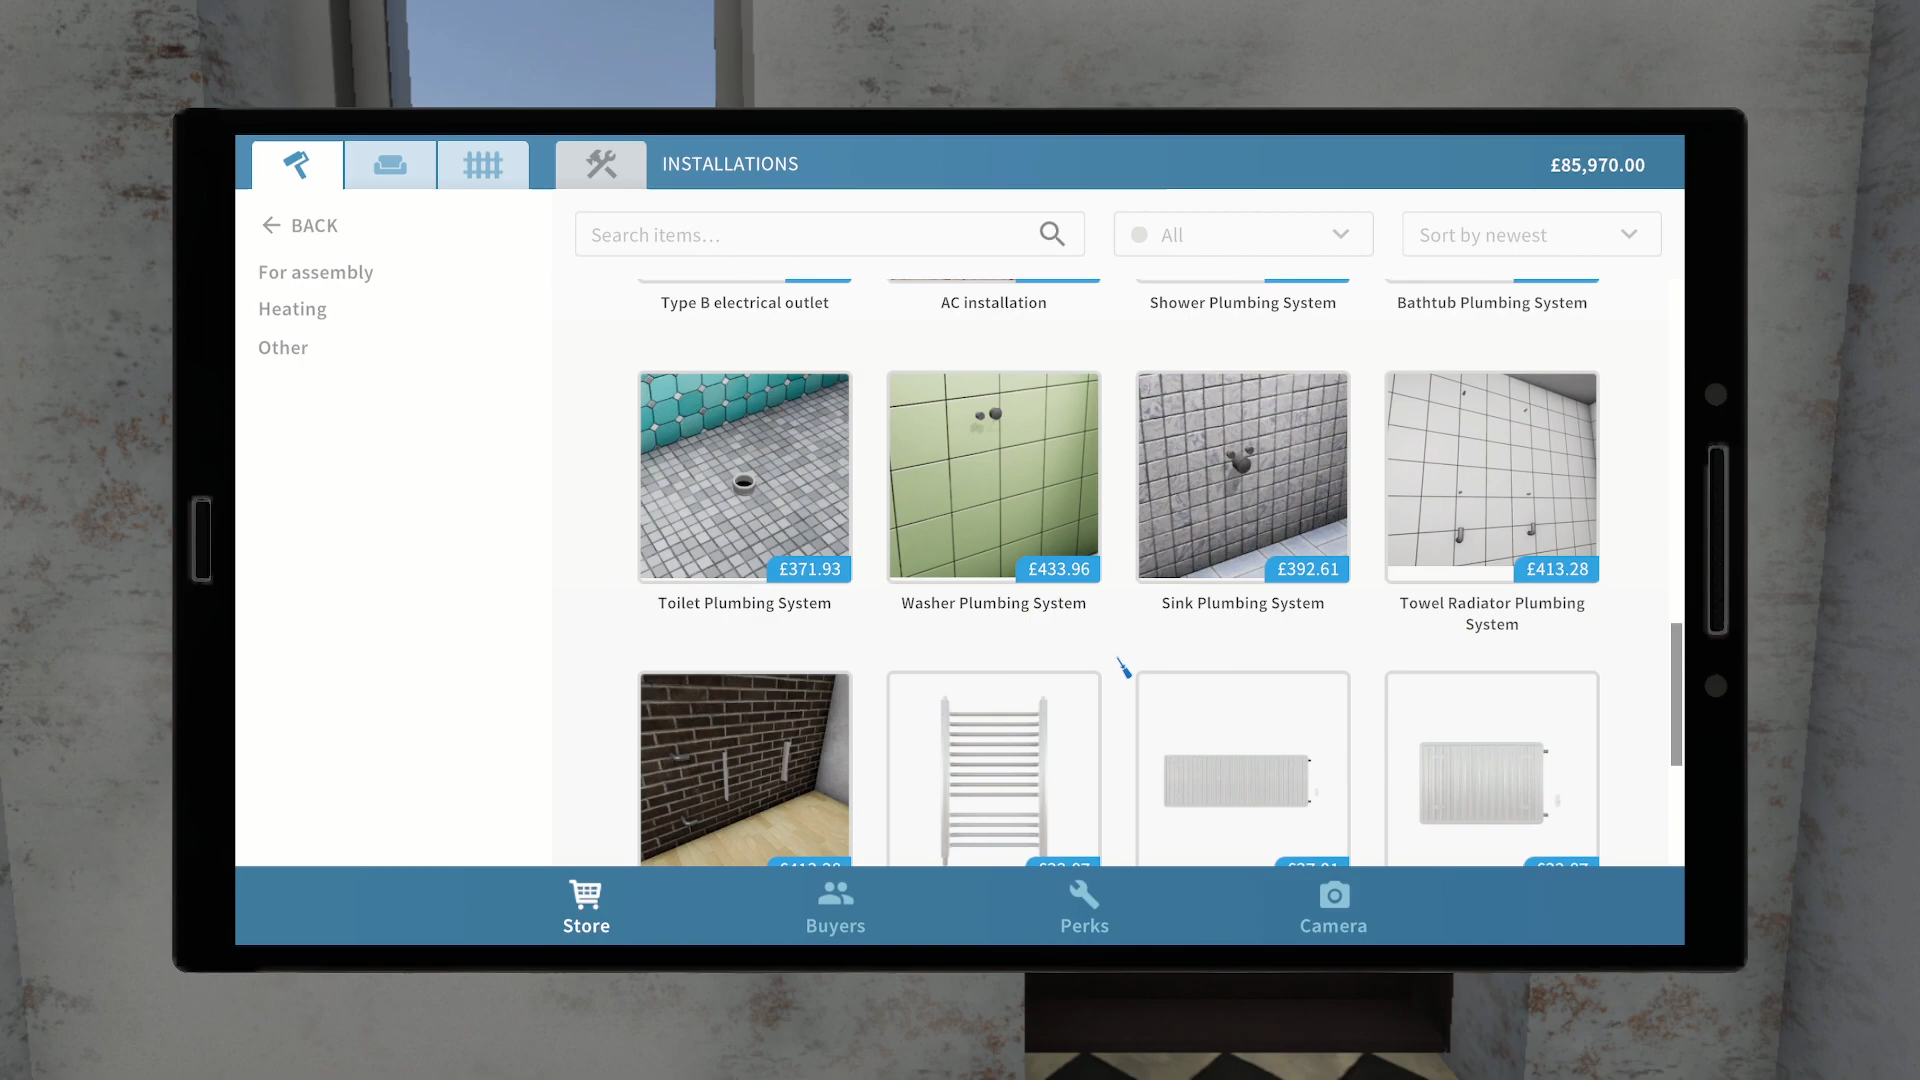 INSTALLATIONS
£85,970.00
BACK
For assembly
Heating
Other
Search items...
All
Sort by newest
Type B electrical outlet
AC installation
Shower Plumbing System
Bathtub Plumbing System
£371.93
£433.96
£392.61
£413.28
Toilet Plumbing System
Washer Plumbing System
Sink Plumbing System
Towel Radiator Plumbing
System
Store
Buyers
Perks
Camera